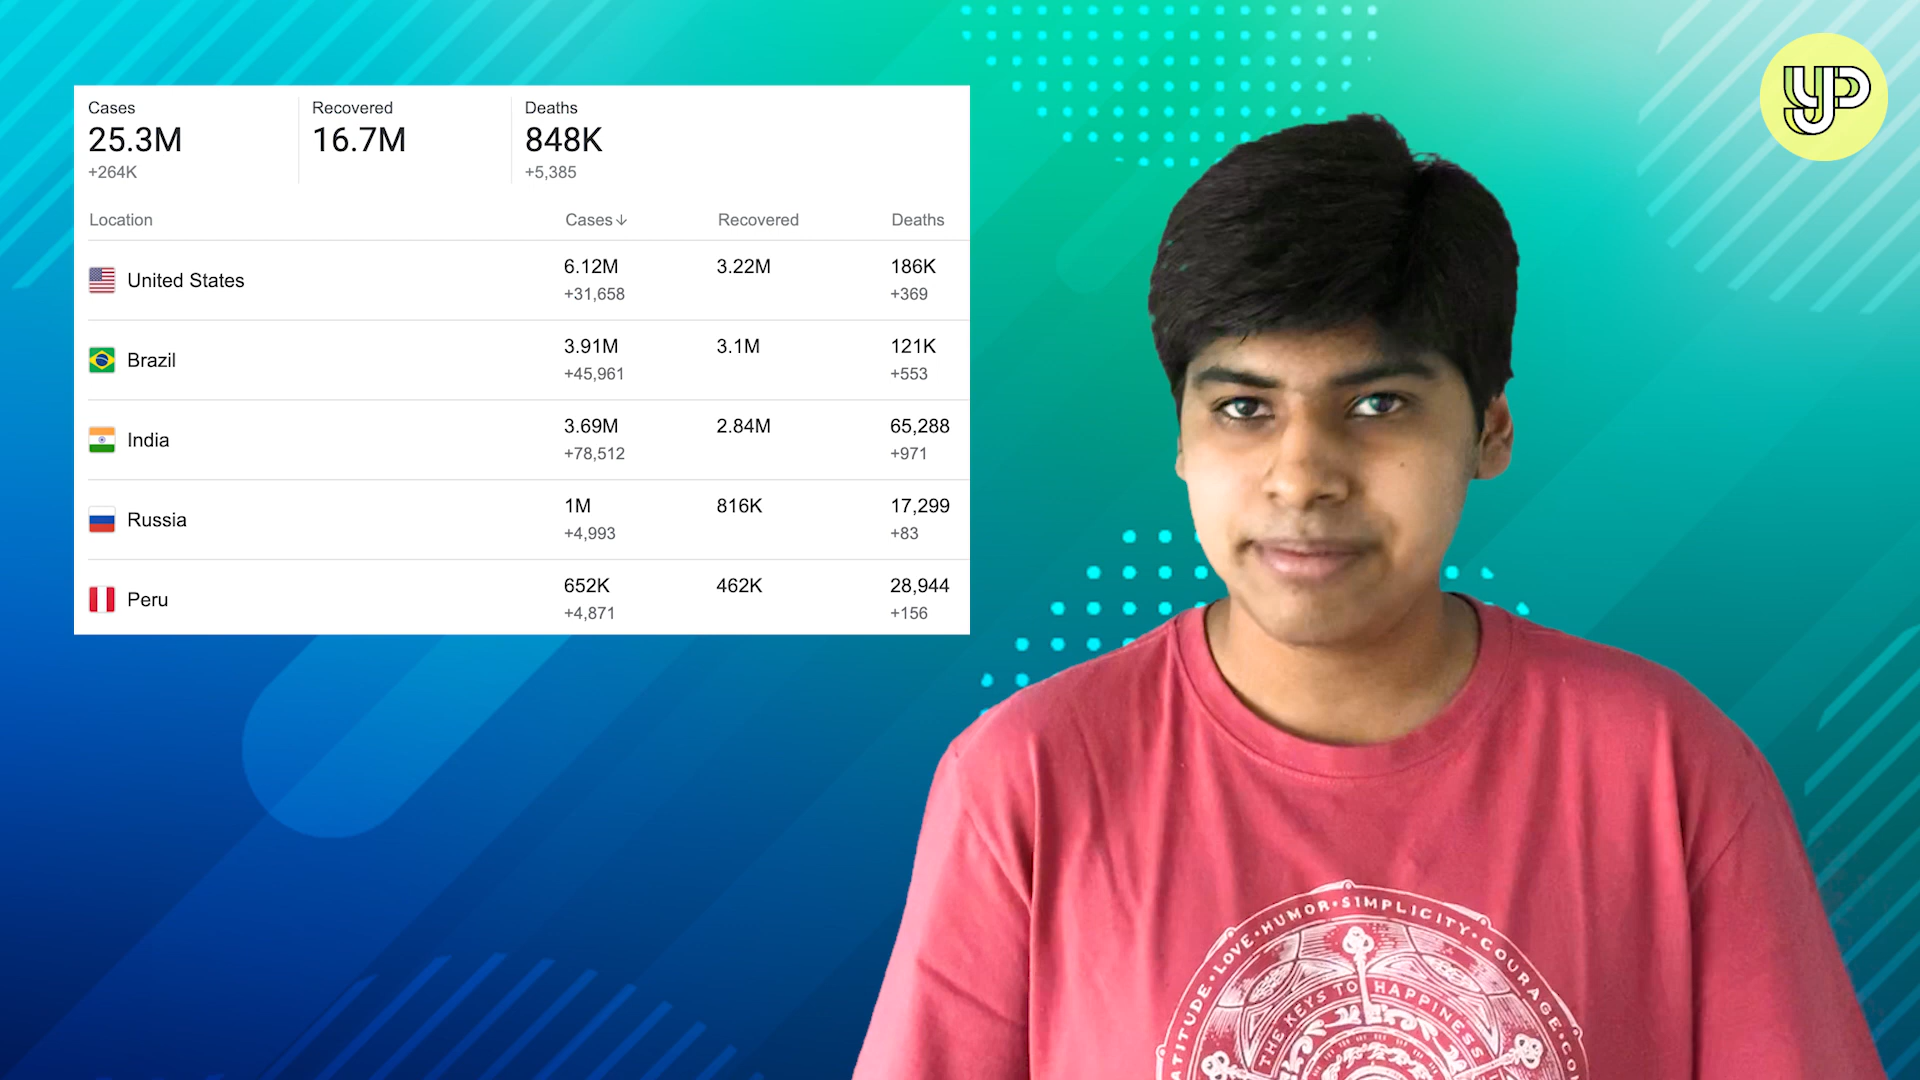 Cases Recovered Deaths
25.3M 16.7M 848K
+264K +5,385
Location Cases↓ Recovered Deaths
United States 6.12M 3.22M 186K
+31,658 +369
Brazil 3.91M 3.1M 121K
+45,961 +553
India 3.69M 2.84M 65,288
+78,512 +971
Russia 1M 816K 17,299
+4,993 +83
Peru 652K 462K 28,944
+4,871 +156
YJP
LOVE•HUMOR•SIMPLICITY•COURAGE
THE KEYS TO HAPPINESS